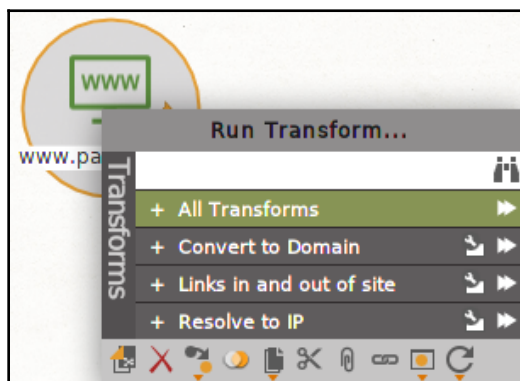 www
Run Transform...
www.pa
Transforms
+ All Transforms
+ Convert to Domain
+ Links in and out of site
+ Resolve to IP